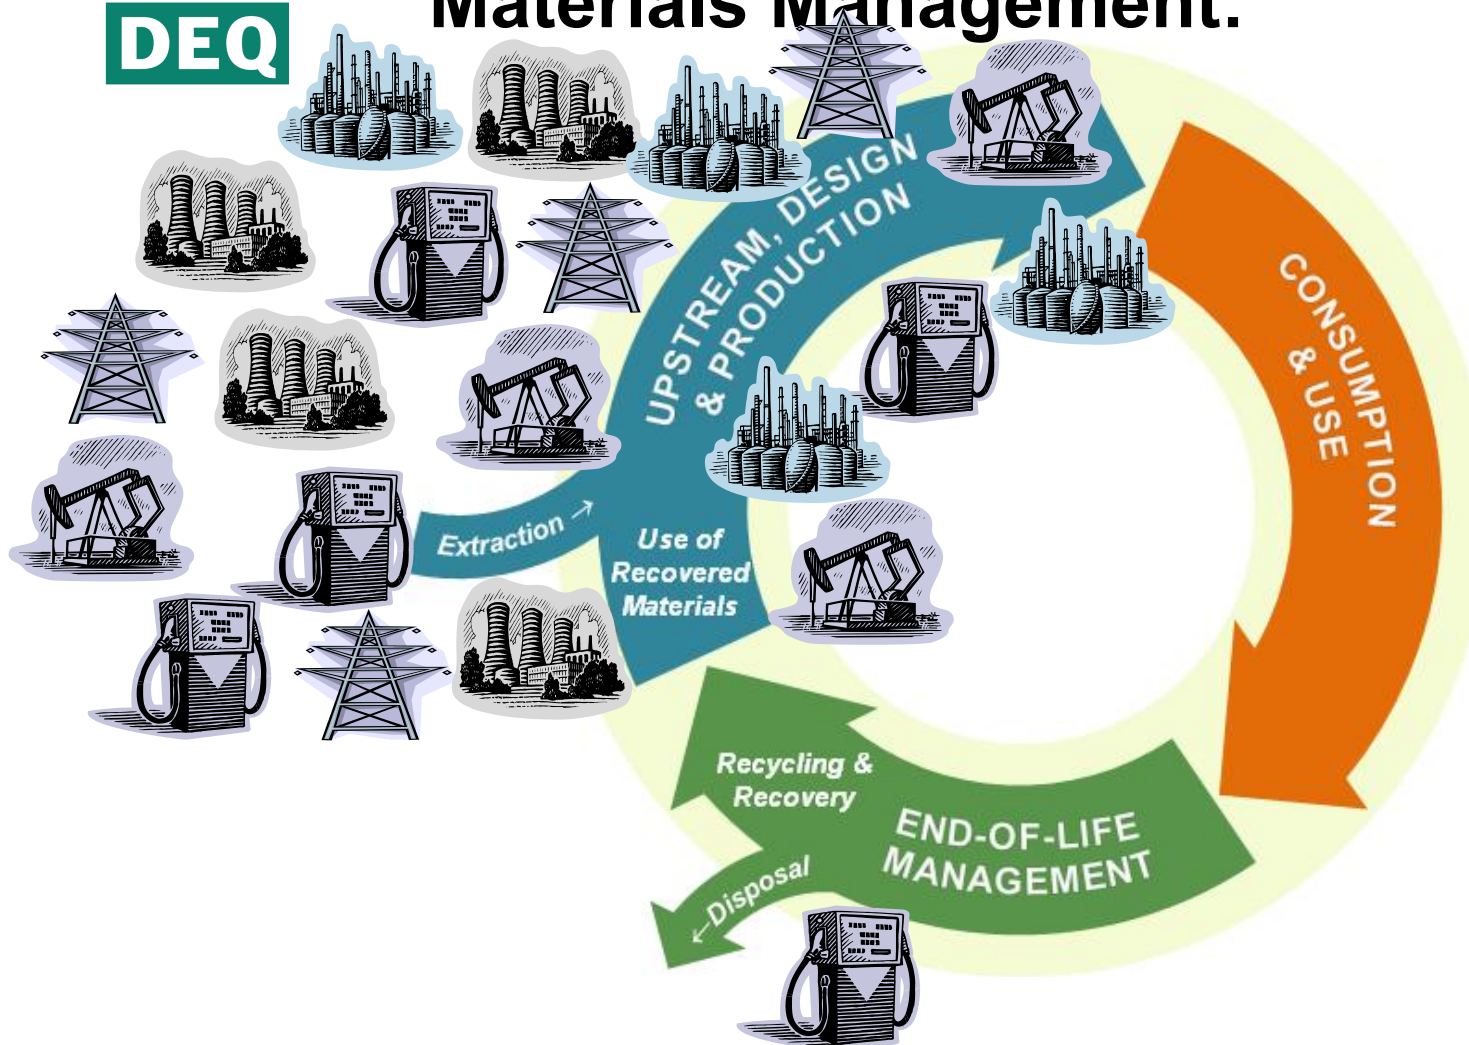 Materials Management.
DEQ
UPSTREAM, DESIGN
& PRODUCTION
CONSUMPTION
& USE
Extraction →
Use of
Recovered
Materials
Recycling &
Recovery
END-OF-LIFE
MANAGEMENT
←Disposal